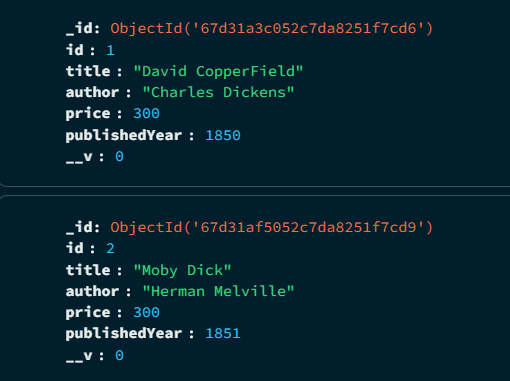 _id: ObjectId('67d31a3c052c7da8251f7cd6')
id : 1
title : "David CopperField"
author : "Charles Dickens"
price : 300
publishedYear : 1850
__v : 0
_id: ObjectId('67d31af5052c7da8251f7cd9')
id : 2
title : "Moby Dick"
author : "Herman Melville"
price : 300
publishedYear : 1851
__v : 0